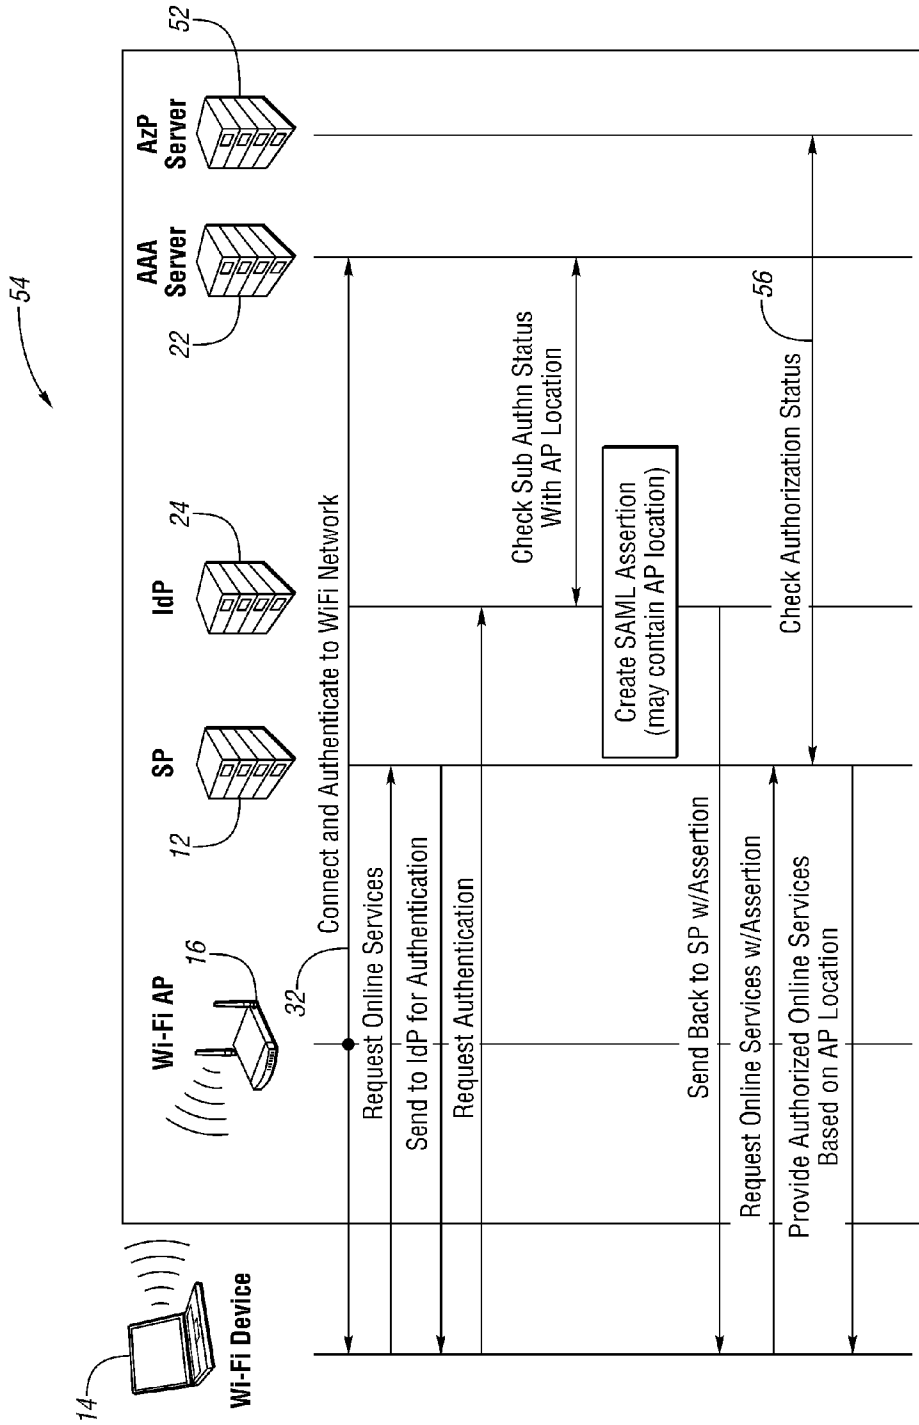 54
14
Wi-Fi Device
Wi-Fi AP
16
SP
12
IdP
24
AAA
Server
22
AzP
Server
52
32
Connect and Authenticate to WiFi Network
Request Online Services
Send to IdP for Authentication
Request Authentication
Check Sub Authn Status
With AP Location
Create SAML Assertion
(may contain AP location)
Send Back to SP w/Assertion
Request Online Services w/Assertion
Check Authorization Status
56
Provide Authorized Online Services
Based on AP Location